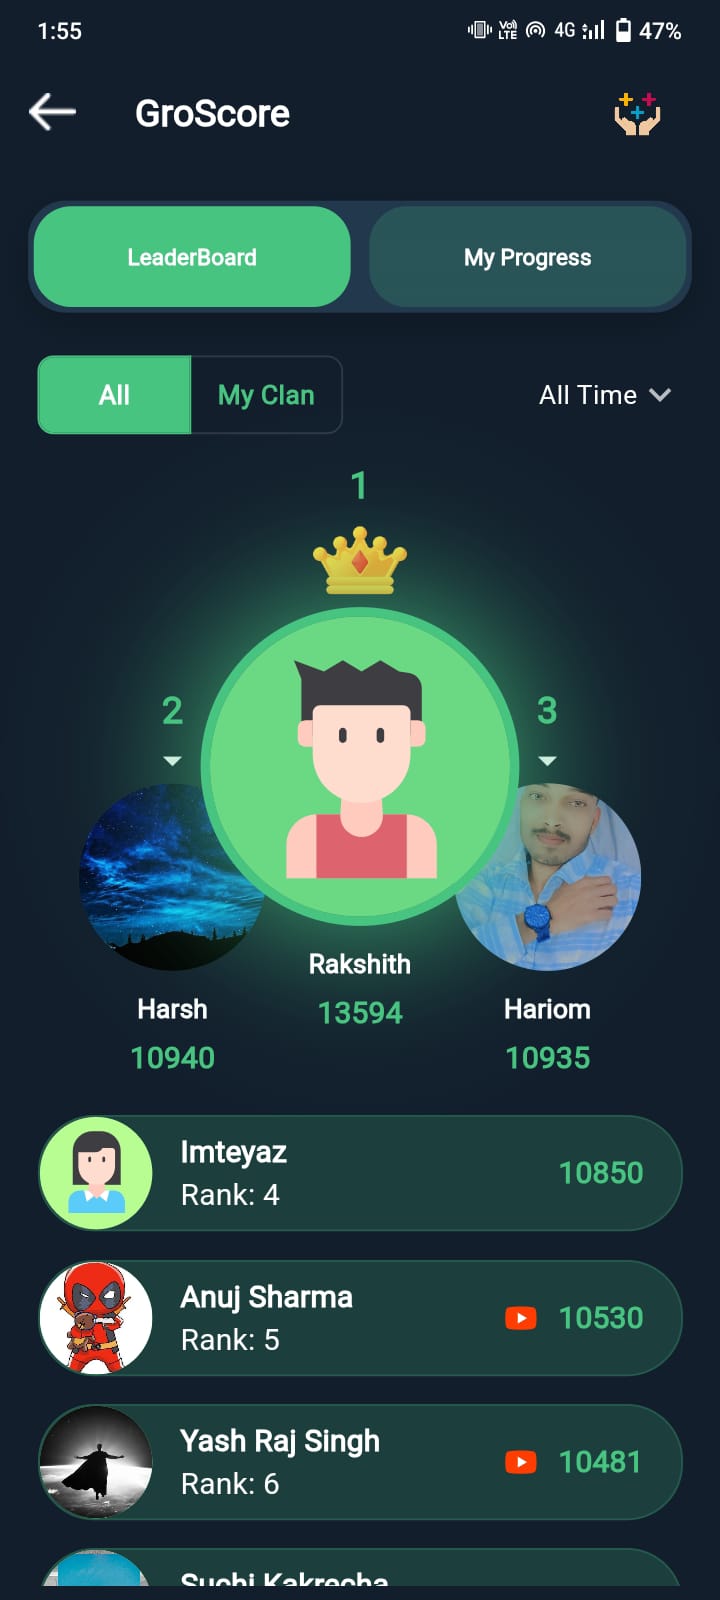 1:55
Vo)) LTE 4G 47%
GroScore
LeaderBoard My Progress
All My Clan All Time
1
2 3
Rakshith
13594
Harsh Hariom
10940 10935
Imteyaz
Rank: 4
10850
Anuj Sharma
Rank: 5
10530
Yash Raj Singh
Rank: 6
10481
Suchi Kakrecha